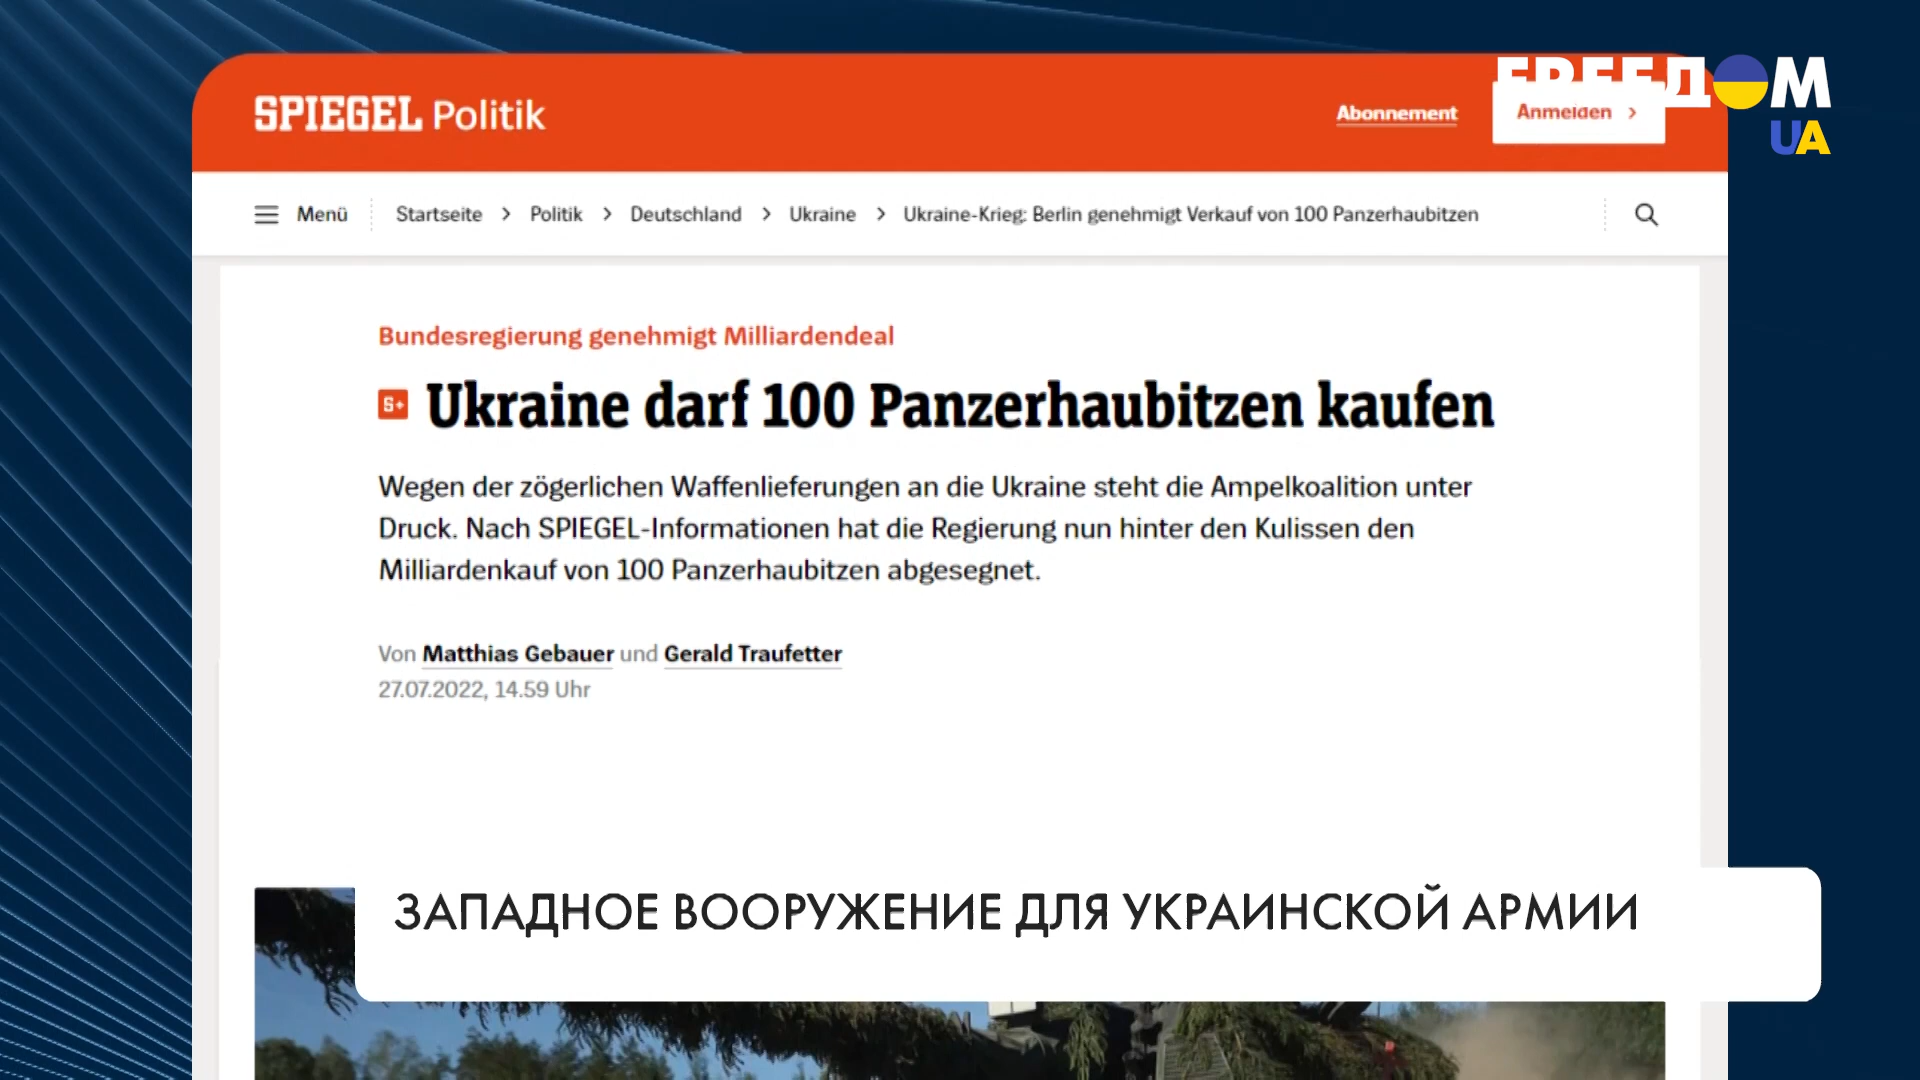 SPIEGEL Politik
Abonnement
Anmelden
FREEДOM
UA
Menü
Startseite > Politik > Deutschland > Ukraine > Ukraine-Krieg: Berlin genehmigt Verkauf von 100 Panzerhaubitzen
Bundesregierung genehmigt Milliardendeal
S+ Ukraine darf 100 Panzerhaubitzen kaufen
Wegen der zögerlichen Waffenlieferungen an die Ukraine steht die Ampelkoalition unter
Druck. Nach SPIEGEL-Informationen hat die Regierung nun hinter den Kulissen den
Milliardenkauf von 100 Panzerhaubitzen abgesegnet.
Von Matthias Gebauer und Gerald Traufetter
27.07.2022, 14.59 Uhr
ЗАПАДНОЕ ВООРУЖЕНИЕ ДЛЯ УКРАИНСКОЙ АРМИИ